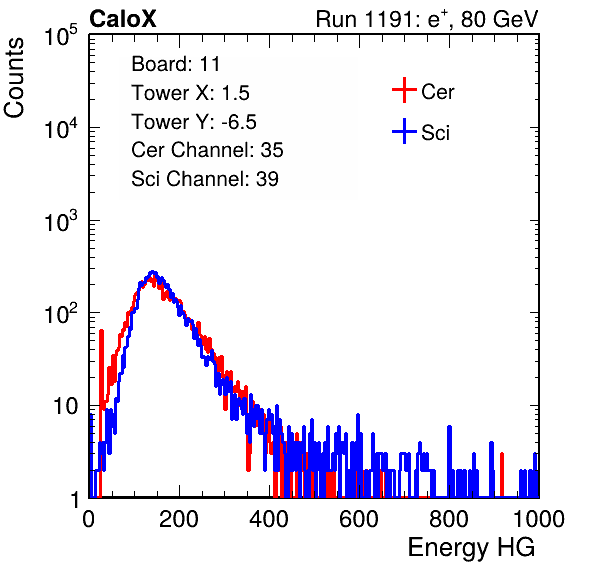 CaloX Run 1191: e⁺, 80 GeV
Counts
Board: 11
Tower X: 1.5
Tower Y: -6.5
Cer Channel: 35
Sci Channel: 39
Cer
Sci
10⁵
10⁴
10³
10²
10
1
0 200 400 600 800 1000
Energy HG